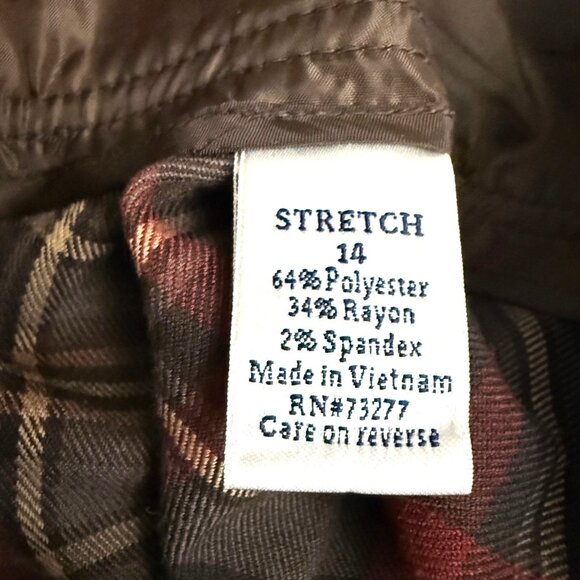 STRETCH
14
64% Polyester
34% Rayon
2% Spandex
Made in Vietnam
RN#73277
Care on reverse